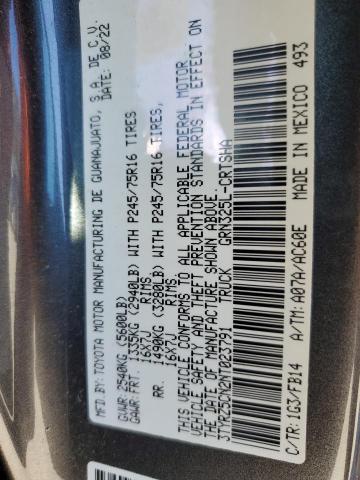 MFD.BY:TOYOTA MOTOR MANUFACTURING DE GUANAJUATO, S.A. DE C.V.
08/22
GVWR: 2540KG (5600LB)
GAWR: FRT. 1335KG (2940LB) WITH P245/75R16 TIRES
16X7J RIMS,
RR. 1490KG (3280LB) WITH P245/75R16 TIRES,
16X7J RIMS.
THIS VEHICLE CONFORMS TO ALL APPLICABLE FEDERAL MOTOR
VEHICLE SAFETY AND THEFT PREVENTION STANDARDS IN EFFECT ON
THE DATE OF MANUFACTURE SHOWN ABOVE.
3TYRZ5CN2NT023791 TRUCK GRN325L-CRTSHA
C/TR: 1G3/FB14 A/TM: A07A/AC60E MADE IN MEXICO 493